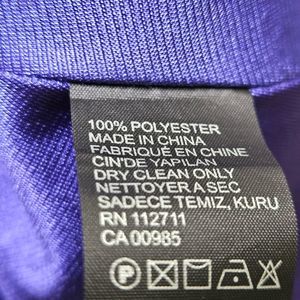 100% POLYESTER
MADE IN CHINA
FABRIQUÉ EN CHINE
CIN'DE YAPILAN
DRY CLEAN ONLY
NETTOYER A SEC
SADECE TEMIZ, KURU
RN 112711
CA 00985
P